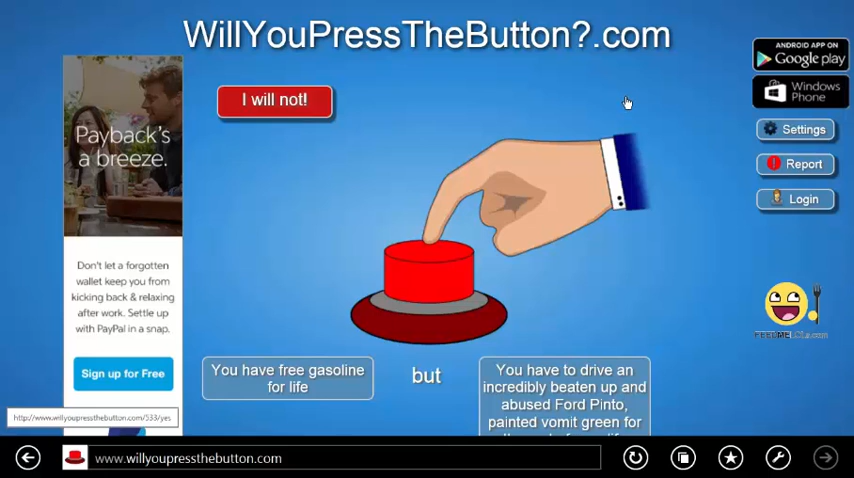 WillYouPressTheButton?.com
ANDROID APP ON
Google play
Windows
Phone
I will not!
Settings
Report
Login
Payback's
a breeze.
Don't let a forgotten
wallet keep you from
kicking back & relaxing
after work. Settle up
with PayPal in a snap.
Sign up for Free
FEEDMELOLs.com
You have free gasoline
for life
but
You have to drive an
incredibly beaten up and
abused Ford Pinto,
painted vomit green for
http://www.willyoupressthebutton.com/533/yes
www.willyoupressthebutton.com